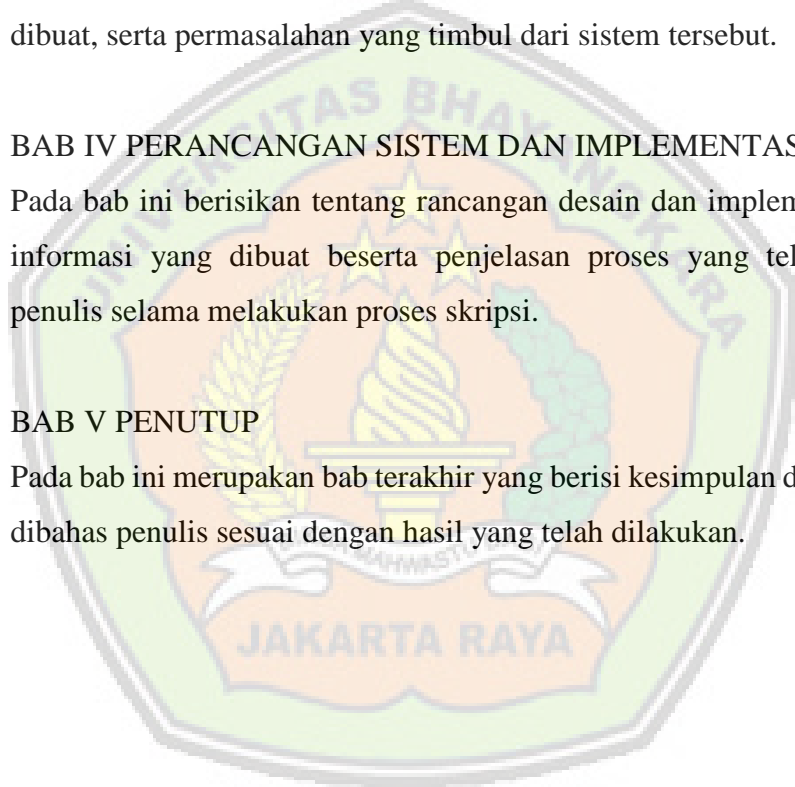 dibuat, serta permasalahan yang timbul dari sistem tersebut.
BAB IV PERANCANGAN SISTEM DAN IMPLEMENTAS
Pada bab ini berisikan tentang rancangan desain dan implem
informasi yang dibuat beserta penjelasan proses yang tel
penulis selama melakukan proses skripsi.
BAB V PENUTUP
Pada bab ini merupakan bab terakhir yang berisi kesimpulan d
dibahas penulis sesuai dengan hasil yang telah dilakukan.
UNIVERSITAS BHAYANGKARA
JAKARTA RAYA